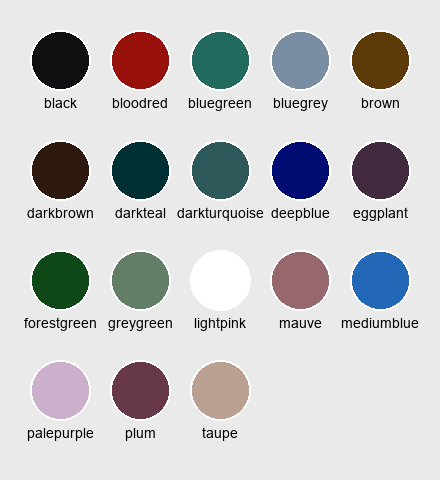 black bloodred bluegreen bluegrey brown
darkbrown darkteal darkturquoise deepblue eggplant
forestgreen greygreen lightpink mauve mediumblue
palepurple plum taupe